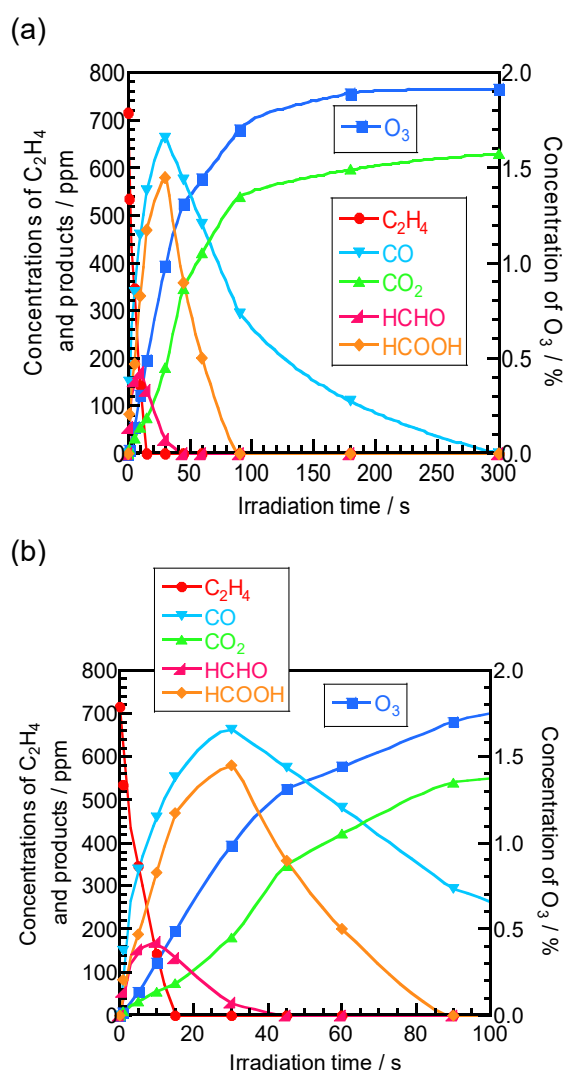 (a)
800
700
600
500
400
300
200
100
0
Concentrations of C₂H₄
and products / ppm
2.0
1.5
1.0
0.5
0.0
Concentration of O₃ / %
O₃
C₂H₄
CO
CO₂
HCHO
HCOOH
0 50 100 150 200 250 300
Irradiation time / s
(b)
C₂H₄
CO
CO₂
HCHO
HCOOH
O₃
800
700
600
500
400
300
200
100
0
Concentrations of C₂H₄
and products / ppm
2.0
1.5
1.0
0.5
0.0
Concentration of O₃ / %
0 20 40 60 80 100
Irradiation time / s